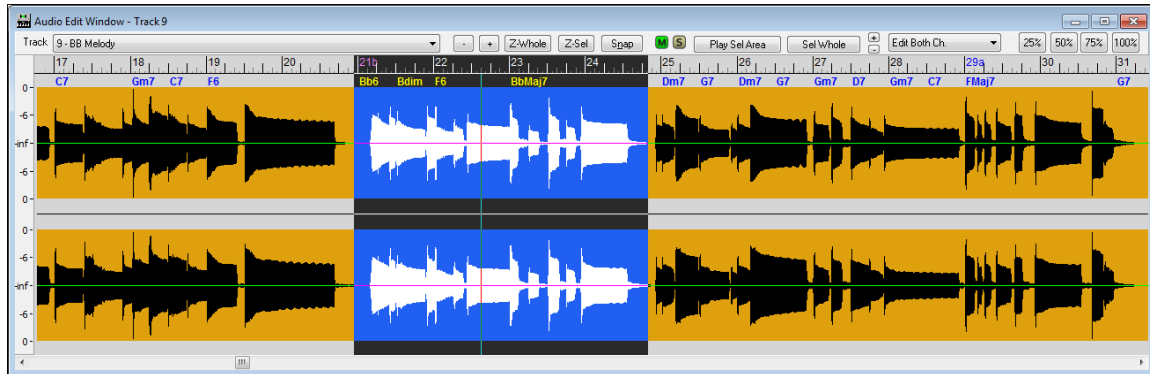 Audio Edit Window - Track 9
Track 9 - BB Melody - + Z-Whole Z-Sel Snap M S Play Sel Area Sel Whole + - Edit Both Ch. 25% 50% 75% 100%
17 18 19 20 21b 22 23 24 25 26 27 28 29a 30 31
C7 Gm7 C7 F6 Bb6 Bdim F6 BbMaj7 Dm7 G7 Dm7 G7 Gm7 D7 Gm7 C7 FMaj7 G7
0-
-6-
-inf-
-6-
0-
0-
-6-
-inf-
-6-
0-